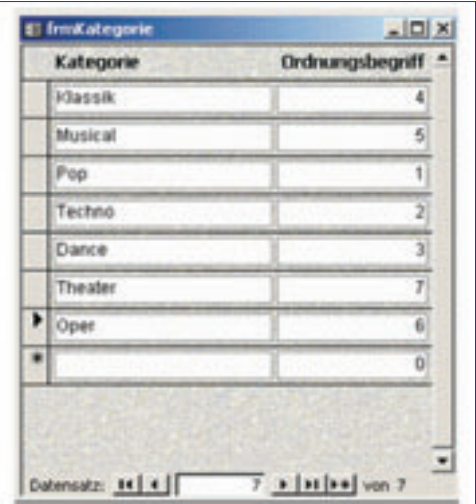 frmKategorie
Kategorie Ordnungsbegriff
Klassik 4
Musical 5
Pop 1
Techno 2
Dance 3
Theater 7
Oper 6
* 0
Datensatz: 7 von 7